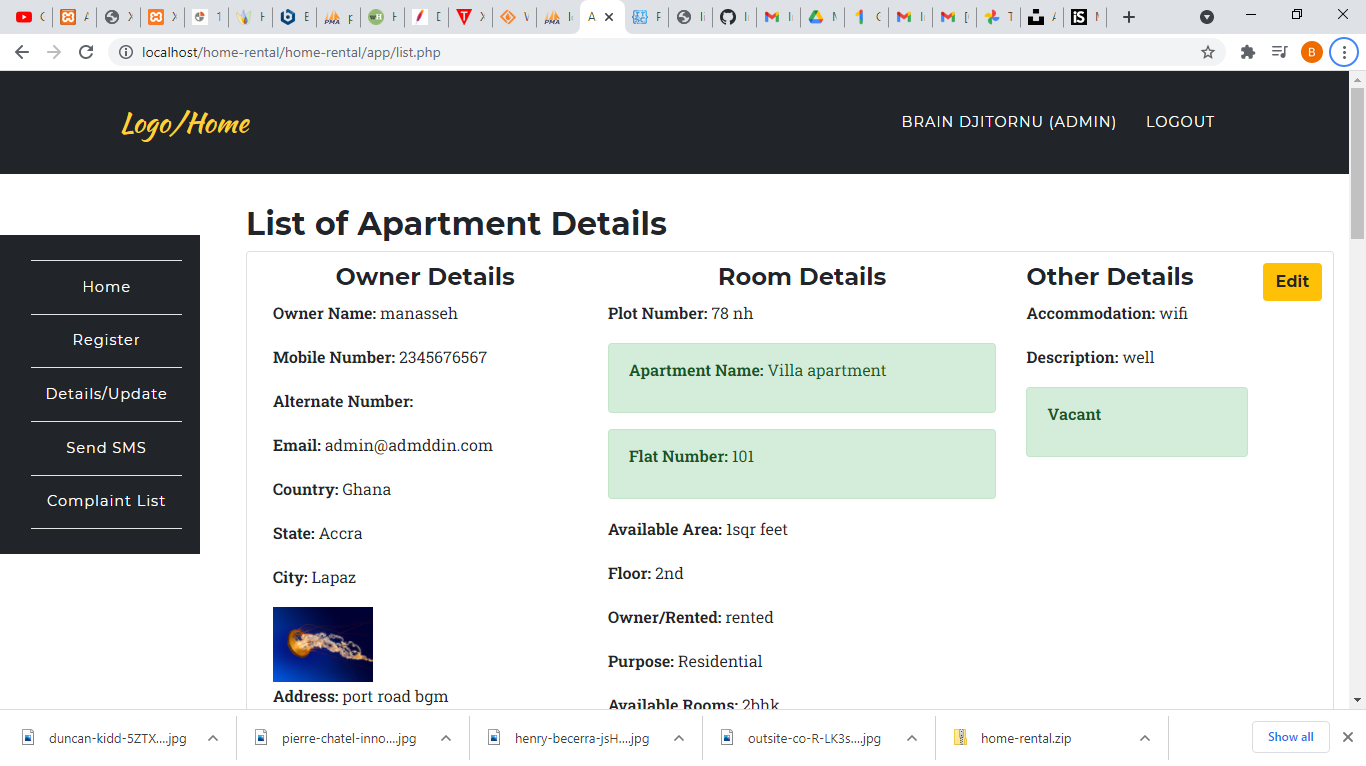 localhost/home-rental/home-rental/app/list.php
B
Logo/Home
BRAIN DJITORNU (ADMIN)
LOGOUT
Home
Register
Details/Update
Send SMS
Complaint List
List of Apartment Details
Owner Details
Owner Name: manasseh
Mobile Number: 2345676567
Alternate Number:
Email: admin@admddin.com
Country: Ghana
State: Accra
City: Lapaz
Address: port road bgm
Room Details
Plot Number: 78 nh
Apartment Name: Villa apartment
Flat Number: 101
Available Area: 1sqr feet
Floor: 2nd
Owner/Rented: rented
Purpose: Residential
Available Rooms: 2bhk
Other Details
Accommodation: wifi
Description: well
Vacant
Edit
duncan-kidd-5ZTX....jpg
pierre-chatel-inno....jpg
henry-becerra-jsH....jpg
outsite-co-R-LK3s....jpg
home-rental.zip
Show all